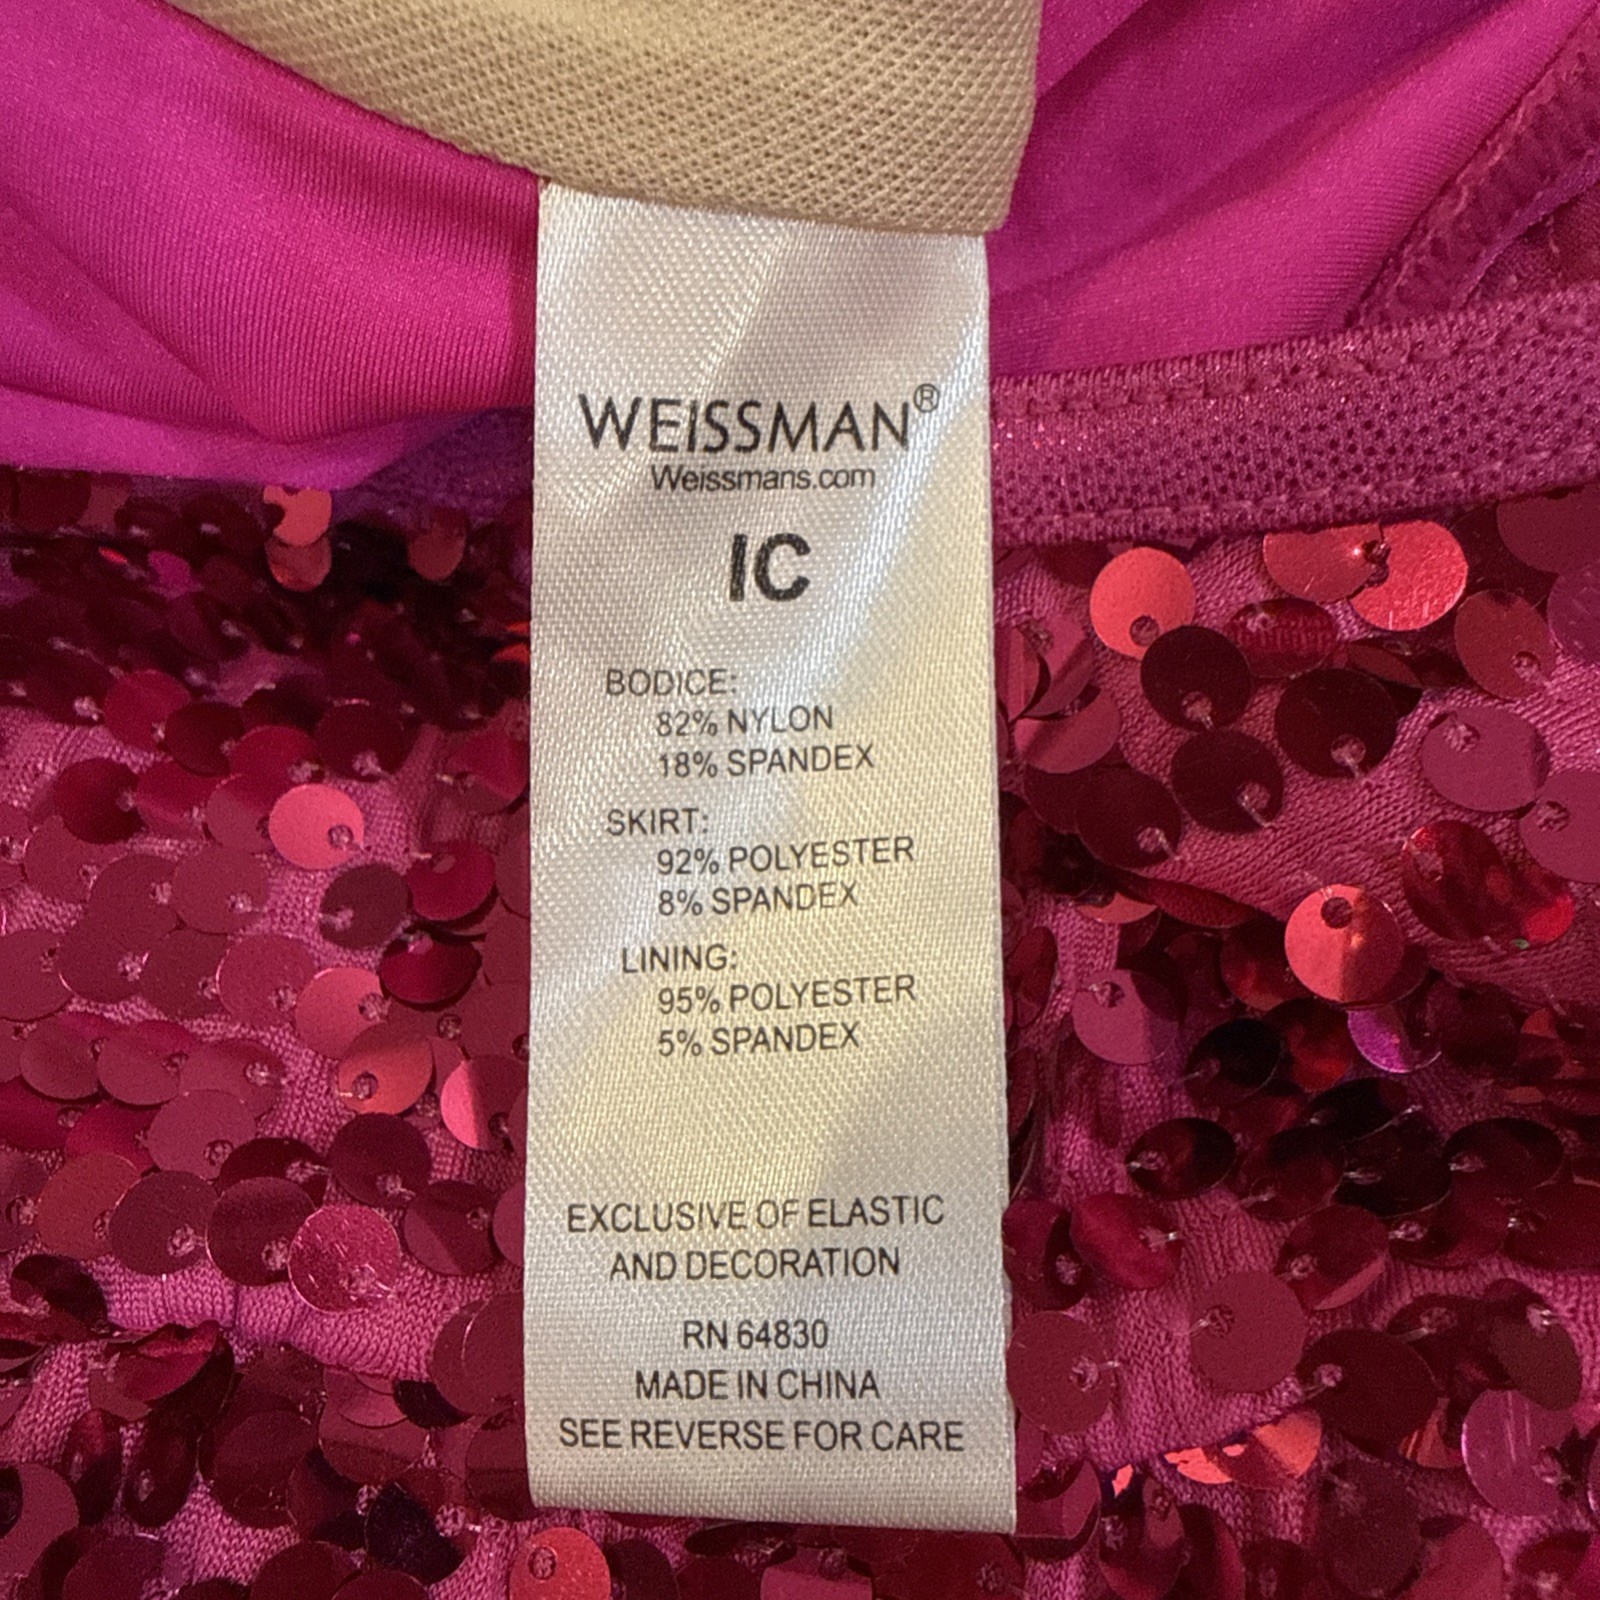 WEISSMAN®
Weissmans.com
IC
BODICE:
82% NYLON
18% SPANDEX
SKIRT:
92% POLYESTER
8% SPANDEX
LINING:
95% POLYESTER
5% SPANDEX
EXCLUSIVE OF ELASTIC
AND DECORATION
RN 64830
MADE IN CHINA
SEE REVERSE FOR CARE